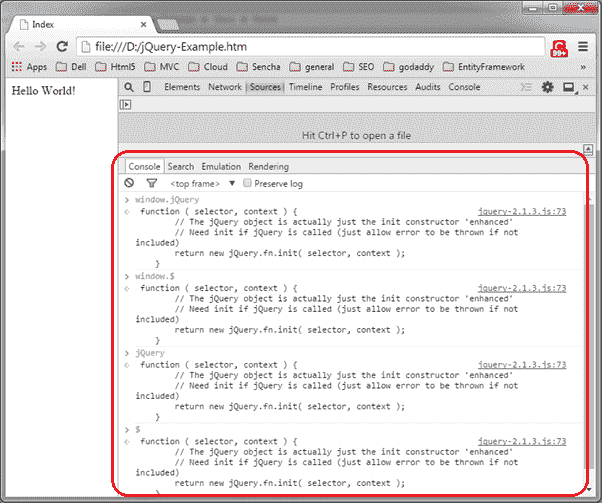 Index
file:///D:/jQuery-Example.htm
99+
Apps Dell Html5 MVC Cloud Sencha general SEO godaddy EntityFramework »
Hello World!
Elements Network Sources Timeline Profiles Resources Audits Console
Hit Ctrl+P to open a file
Console Search Emulation Rendering
<top frame> ▼ Preserve log
> window.jQuery
function ( selector, context ) { jquery-2.1.3.js:73
// The jQuery object is actually just the init constructor 'enhanced'
// Need init if jQuery is called (just allow error to be thrown if not
included)
return new jQuery.fn.init( selector, context );
}
> window.$
function ( selector, context ) { jquery-2.1.3.js:73
// The jQuery object is actually just the init constructor 'enhanced'
// Need init if jQuery is called (just allow error to be thrown if not
included)
return new jQuery.fn.init( selector, context );
}
> jQuery
function ( selector, context ) { jquery-2.1.3.js:73
// The jQuery object is actually just the init constructor 'enhanced'
// Need init if jQuery is called (just allow error to be thrown if not
included)
return new jQuery.fn.init( selector, context );
}
> $
function ( selector, context ) { jquery-2.1.3.js:73
// The jQuery object is actually just the init constructor 'enhanced'
// Need init if jQuery is called (just allow error to be thrown if not
included)
return new jQuery.fn.init( selector, context );
}